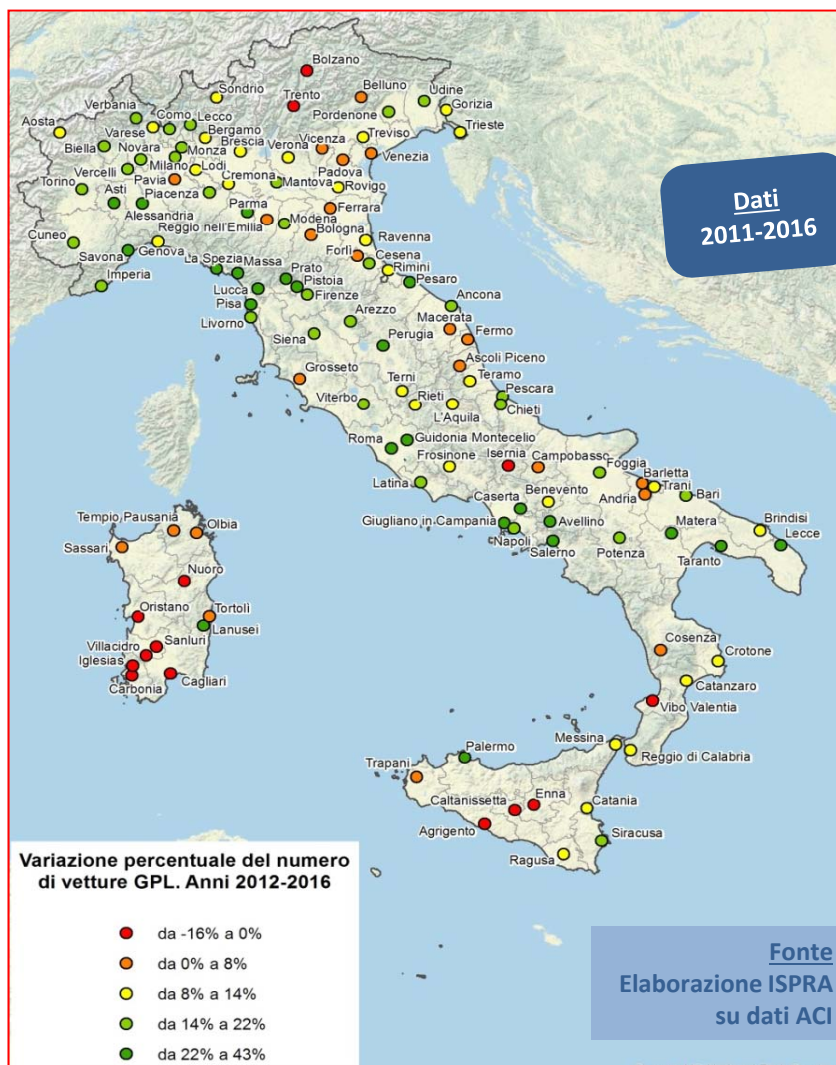 Bolzano
Sondrio
Trento
Belluno
Udine
Verbania
Pordenone
Gorizia
Aosta
Varese
Como
Lecco
Bergamo
Brescia
Verona
Vicenza
Treviso
Trieste
Biella
Novara
Monza
Padova
Venezia
Vercelli
Milano
Lodi
Torino
Pavia
Cremona
Mantova
Rovigo
Asti
Piacenza
Parma
Modena
Ferrara
Alessandria
Reggio nell'Emilia
Bologna
Ravenna
Cuneo
Genova
Savona
La Spezia
Massa
Forlì
Cesena
Rimini
Imperia
Prato
Pistoia
Firenze
Pesaro
Lucca
Pisa
Livorno
Arezzo
Ancona
Macerata
Fermo
Siena
Perugia
Ascoli Piceno
Grosseto
Terni
Teramo
Pescara
Viterbo
Rieti
L'Aquila
Chieti
Roma
Guidonia Montecelio
Frosinone
Isernia
Campobasso
Foggia
Barletta
Trani
Latina
Caserta
Benevento
Andria
Bari
Giugliano in Campania
Avellino
Matera
Brindisi
Lecce
Napoli
Salerno
Potenza
Taranto
Tempio Pausania
Olbia
Sassari
Nuoro
Oristano
Tortolì
Lanusei
Villacidro
Sanluri
Iglesias
Carbonia
Cagliari
Cosenza
Crotone
Catanzaro
Vibo Valentia
Messina
Reggio di Calabria
Palermo
Trapani
Caltanissetta
Enna
Catania
Agrigento
Siracusa
Ragusa
Dati
2011-2016
Variazione percentuale del numero
di vetture GPL. Anni 2012-2016
da -16% a 0%
da 0% a 8%
da 8% a 14%
da 14% a 22%
da 22% a 43%
Fonte
Elaborazione ISPRA
su dati ACI